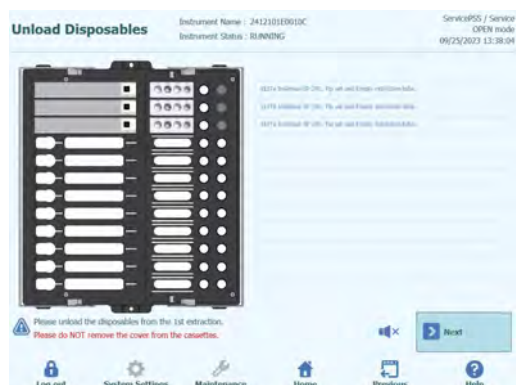 Unload Disposables
Instrument Name : 2412101E0010C
Instrument Status : RUNNING
ServicePSS / Service
OPEN mode
09/25/2023 13:38:04
Please unload the disposables from the 1st extraction.
Please do NOT remove the cover from the cassettes.
Next
Log out
System Settings
Maintenance
Home
Previous
Help